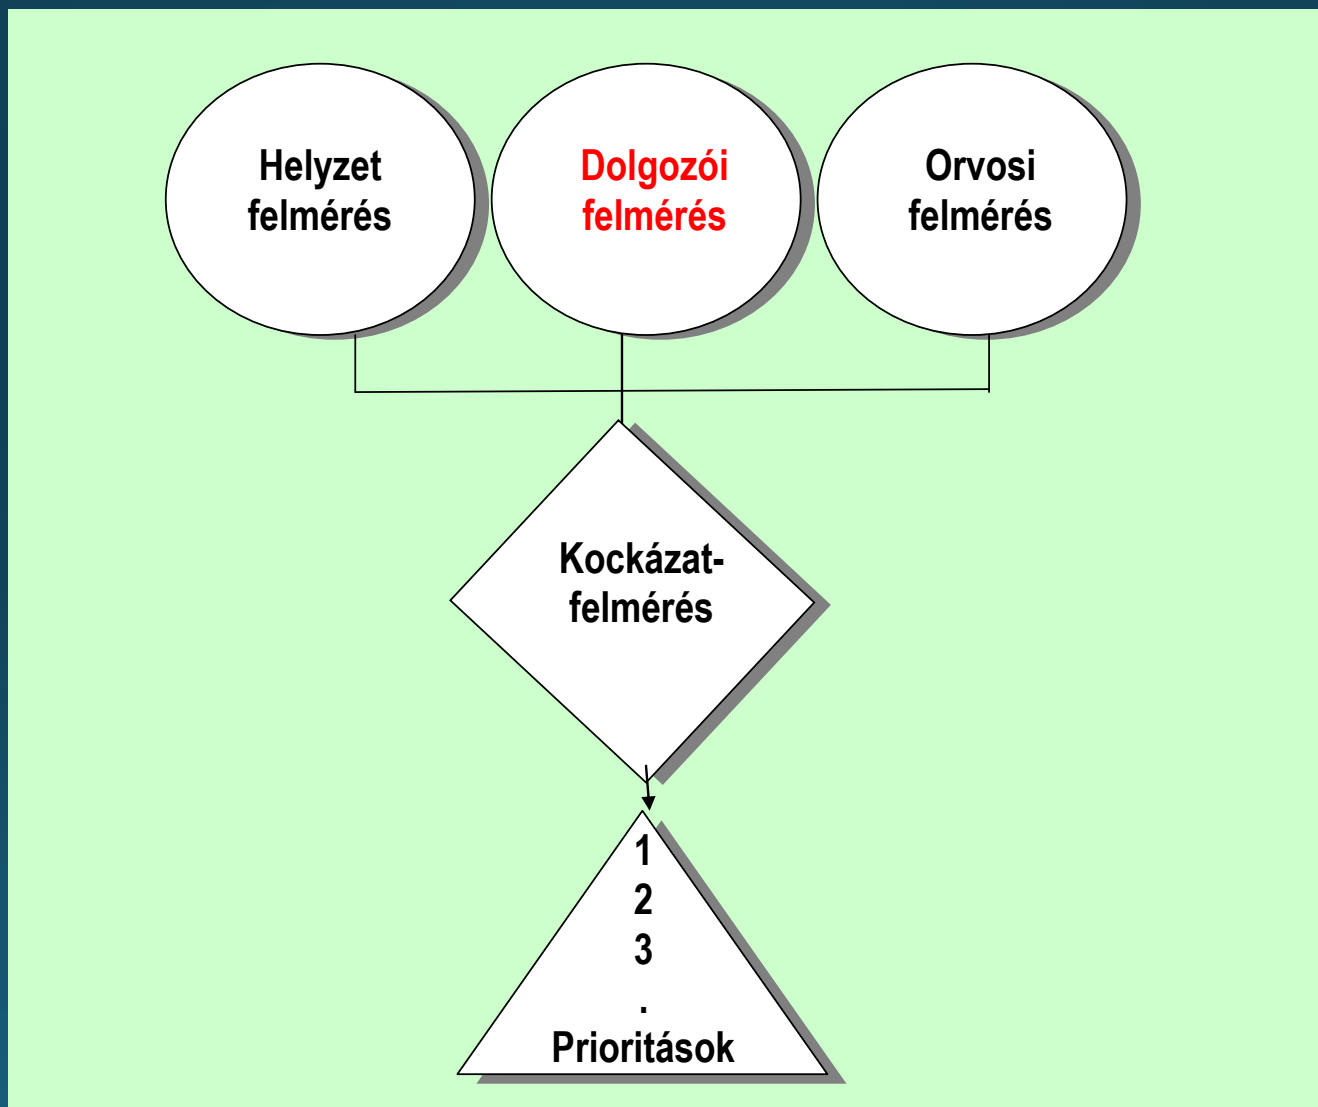 Helyzet
felmérés
Dolgozói
felmérés
Orvosi
felmérés
Kockázat-
felmérés
1
2
3
.
Prioritások